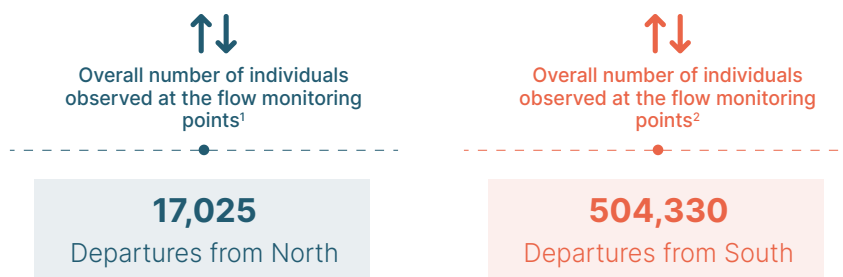 Overall number of individuals
observed at the flow monitoring
points¹
17,025
Departures from North
Overall number of individuals
observed at the flow monitoring
points²
504,330
Departures from South